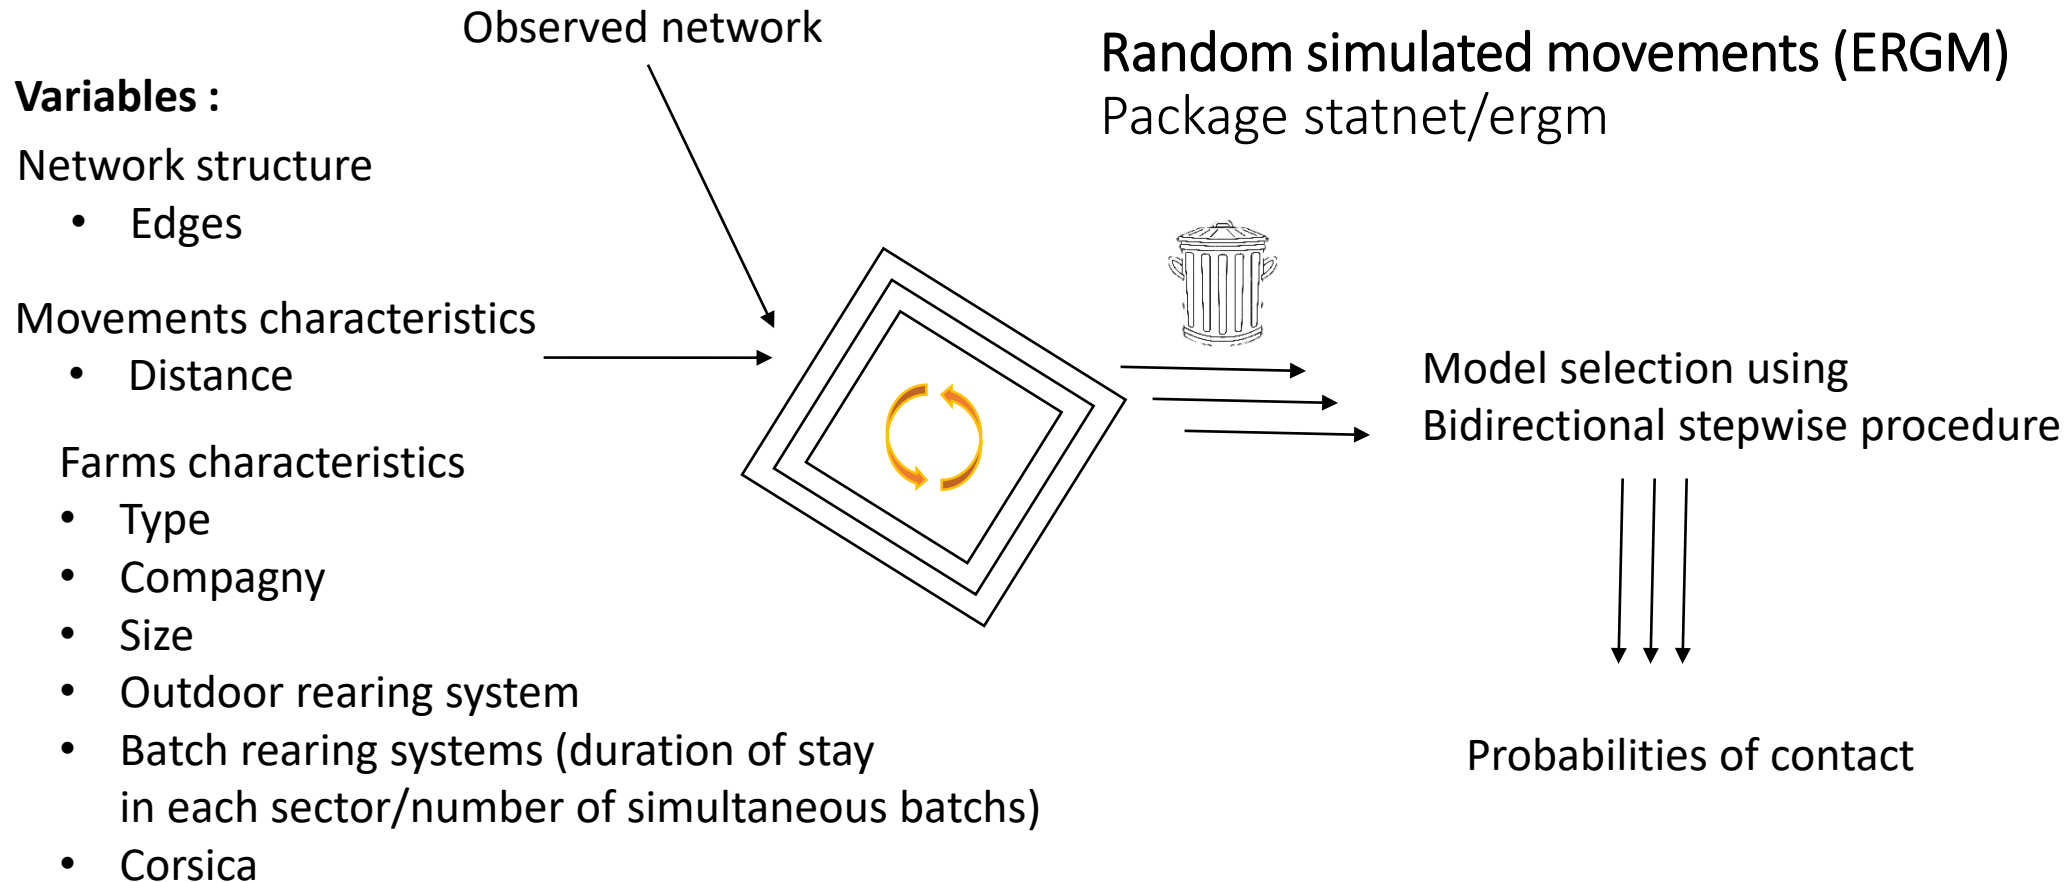 Observed network
Random simulated movements (ERGM)
Package statnet/ergm
Variables :
Network structure
• Edges
Movements characteristics
• Distance
Farms characteristics
• Type
• Compagny
• Size
• Outdoor rearing system
• Batch rearing systems (duration of stay
in each sector/number of simultaneous batchs)
• Corsica
Model selection using
Bidirectional stepwise procedure
Probabilities of contact